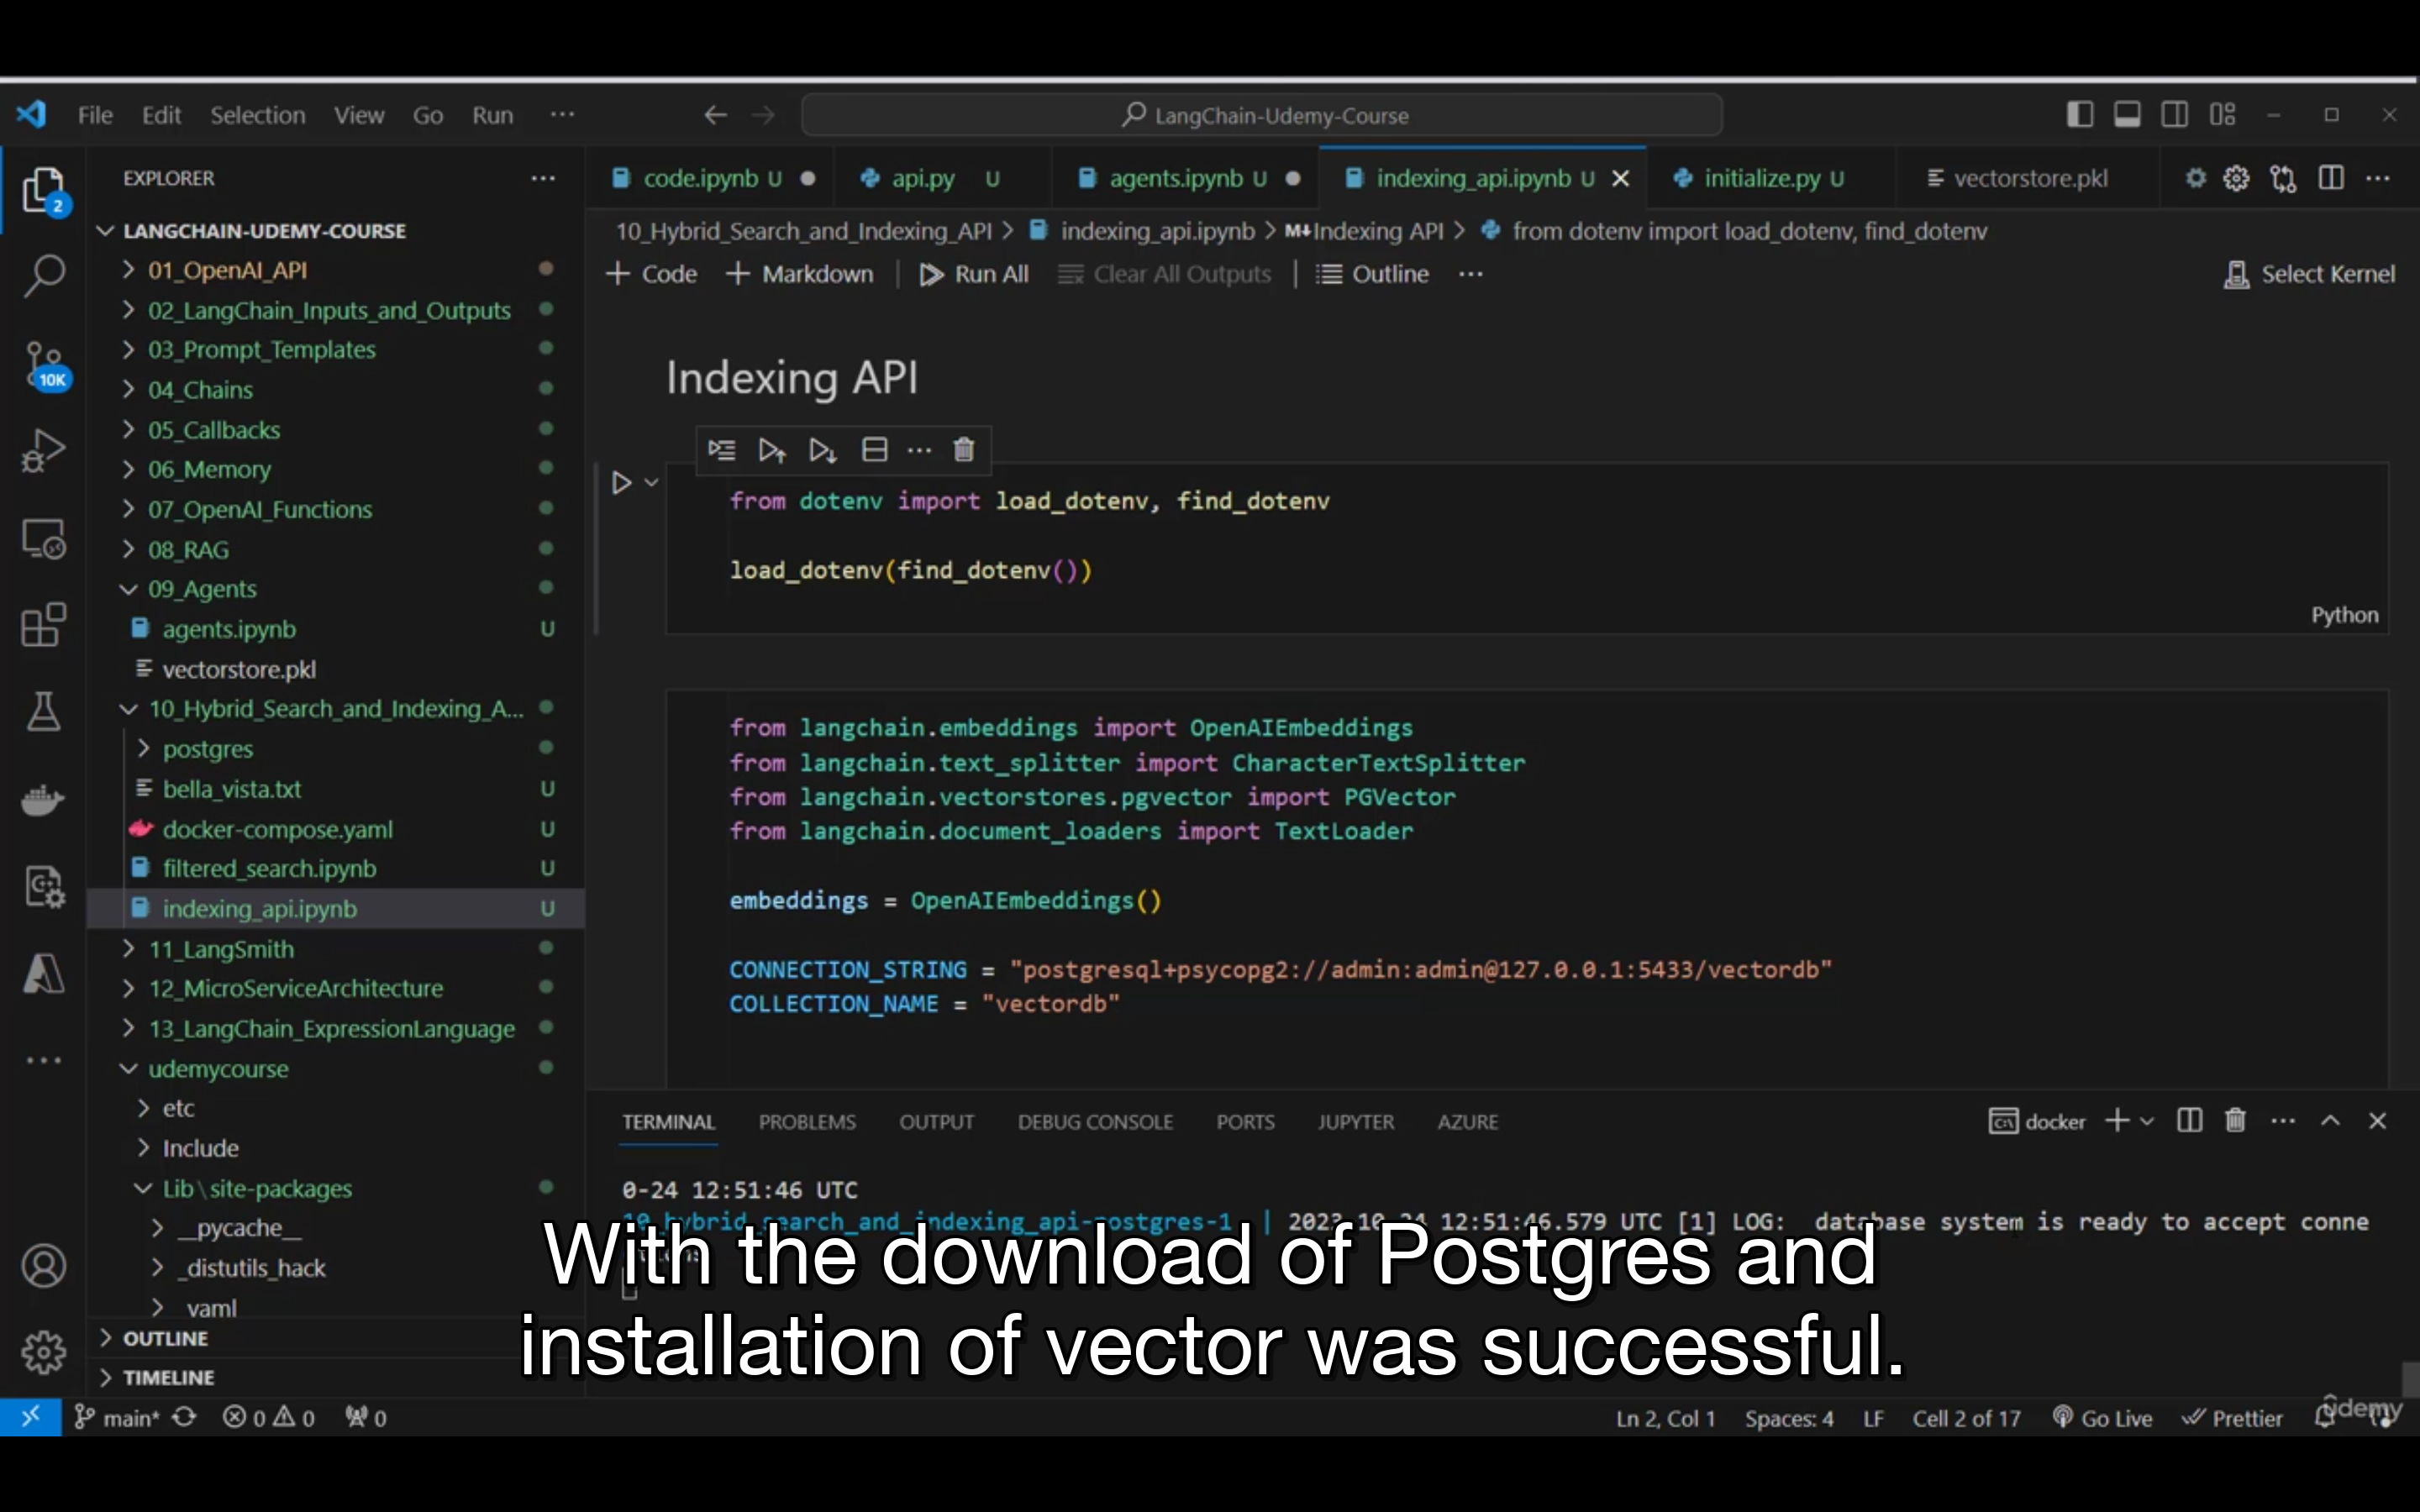 File Edit Selection View Go Run ··· LangChain-Udemy-Course
EXPLORER
LANGCHAIN-UDEMY-COURSE
01_OpenAI_API
02_LangChain_Inputs_and_Outputs
03_Prompt_Templates
04_Chains
05_Callbacks
06_Memory
07_OpenAI_Functions
08_RAG
09_Agents
agents.ipynb U
vectorstore.pkl
10_Hybrid_Search_and_Indexing_A...
postgres
bella_vista.txt U
docker-compose.yaml U
filtered_search.ipynb U
indexing_api.ipynb U
11_LangSmith
12_MicroServiceArchitecture
13_LangChain_ExpressionLanguage
udemycourse
etc
Include
Lib\site-packages
__pycache__
_distutils_hack
yaml
OUTLINE
TIMELINE
2
10K
code.ipynb U api.py U agents.ipynb U indexing_api.ipynb U initialize.py U vectorstore.pkl
10_Hybrid_Search_and_Indexing_API > indexing_api.ipynb > M↓Indexing API > from dotenv import load_dotenv, find_dotenv
+ Code + Markdown | Run All Clear All Outputs | Outline ··· Select Kernel
Indexing API
from dotenv import load_dotenv, find_dotenv
load_dotenv(find_dotenv())
Python
from langchain.embeddings import OpenAIEmbeddings
from langchain.text_splitter import CharacterTextSplitter
from langchain.vectorstores.pgvector import PGVector
from langchain.document_loaders import TextLoader
embeddings = OpenAIEmbeddings()
CONNECTION_STRING = "postgresql+psycopg2://admin:admin@127.0.0.1:5433/vectordb"
COLLECTION_NAME = "vectordb"
TERMINAL PROBLEMS OUTPUT DEBUG CONSOLE PORTS JUPYTER AZURE docker
0-24 12:51:46 UTC
10_hybrid_search_and_indexing_api-postgres-1 | 2023-10-24 12:51:46.579 UTC [1] LOG: database system is ready to accept conne
With the download of Postgres and
installation of vector was successful.
main* 0 0 0 Ln 2, Col 1 Spaces: 4 LF Cell 2 of 17 Go Live Prettier
udemy